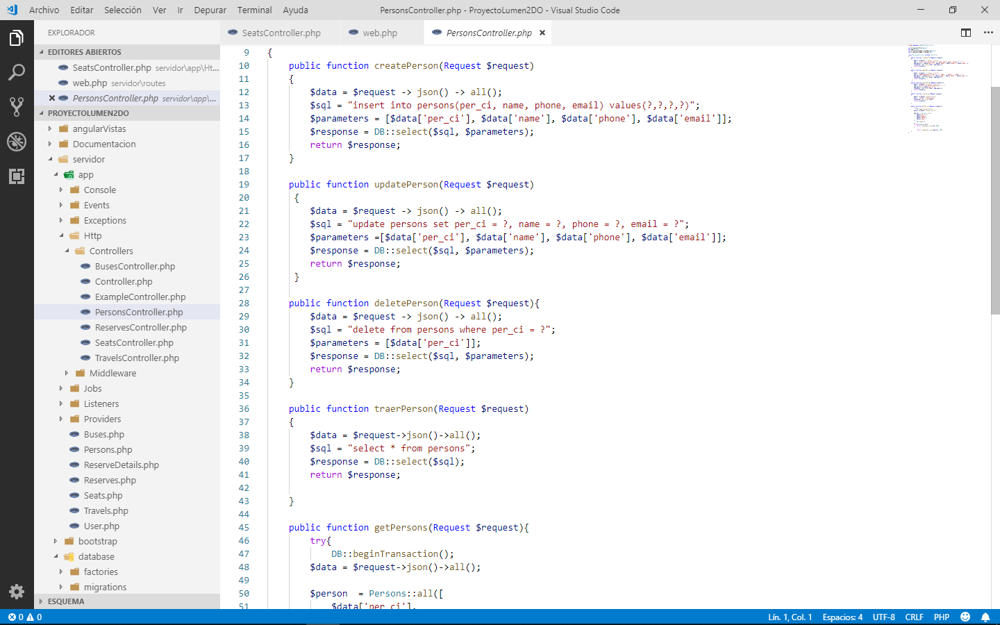 Archivo Editar Selección Ver Ir Depurar Terminal Ayuda PersonsController.php - ProyectoLumen2DO - Visual Studio Code
EXPLORADOR
EDITORES ABIERTOS
SeatsController.php servidor\app\Ht...
web.php servidor\routes
PersonsController.php servidor\app\...
PROYECTOLUMEN2DO
angularVistas
Documentacion
servidor
app
Console
Events
Exceptions
Http
Controllers
BusesController.php
Controller.php
ExampleController.php
PersonsController.php
ReservesController.php
SeatsController.php
TravelsController.php
Middleware
Jobs
Listeners
Providers
Buses.php
Persons.php
ReserveDetails.php
Reserves.php
Seats.php
Travels.php
User.php
bootstrap
database
factories
migrations
ESQUEMA
SeatsController.php web.php PersonsController.php
9 {
10 public function createPerson(Request $request)
11 {
12 $data = $request -> json() -> all();
13 $sql = "insert into persons(per_ci, name, phone, email) values(?,?,?,?)";
14 $parameters = [$data['per_ci'], $data['name'], $data['phone'], $data['email']];
15 $response = DB::select($sql, $parameters);
16 return $response;
17 }
18
19 public function updatePerson(Request $request)
20 {
21 $data = $request -> json() -> all();
22 $sql = "update persons set per_ci = ?, name = ?, phone = ?, email = ?";
23 $parameters =[$data['per_ci'], $data['name'], $data['phone'], $data['email']];
24 $response = DB::select($sql, $parameters);
25 return $response;
26 }
27
28 public function deletePerson(Request $request){
29 $data = $request -> json() -> all();
30 $sql = "delete from persons where per_ci = ?";
31 $parameters = [$data['per_ci']];
32 $response = DB::select($sql, $parameters);
33 return $response;
34 }
35
36 public function traerPerson(Request $request)
37 {
38 $data = $request->json()->all();
39 $sql = "select * from persons";
40 $response = DB::select($sql);
41 return $response;
42
43 }
44
45 public function getPersons(Request $request){
46 try{
47 DB::beginTransaction();
48 $data = $request->json()->all();
49
50 $person = Persons::all([
51 $data['per_ci'],
0 0 Lín. 1, Col. 1 Espacios: 4 UTF-8 CRLF PHP